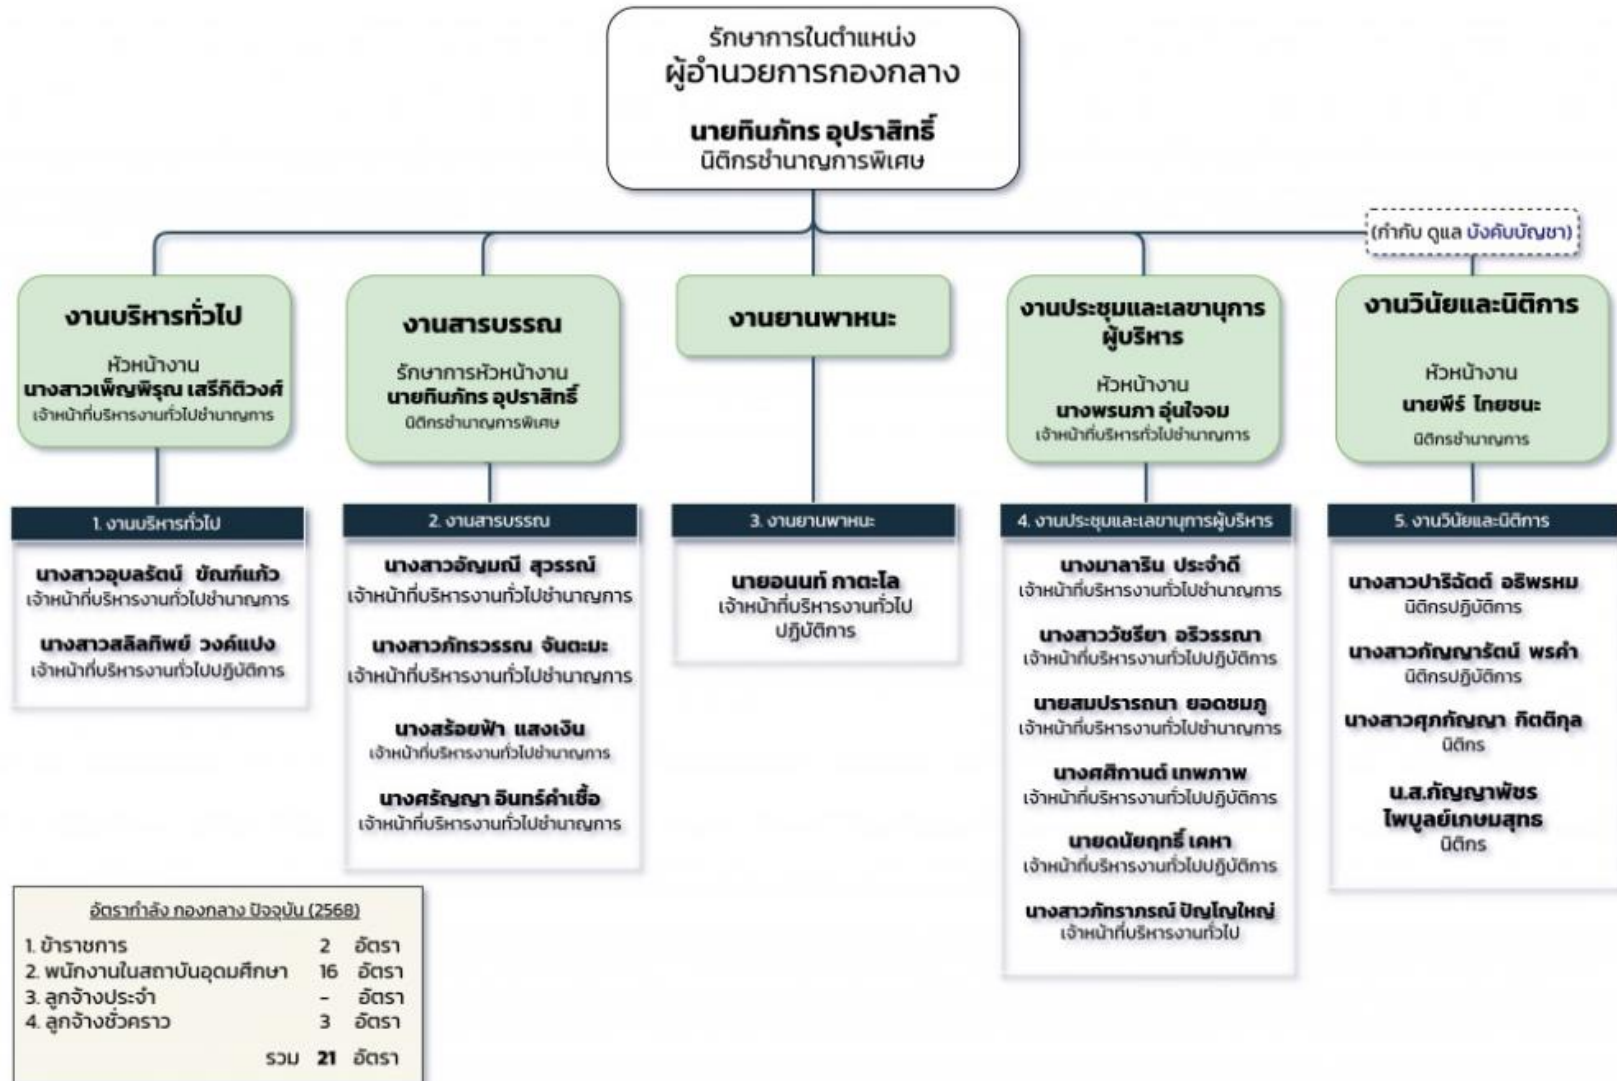 รักษาการในตำแหน่ง
ผู้อำนวยการกองกลาง
นายทินภัทร อุปราสิทธิ์
นิติกรชำนาญการพิเศษ
(กำกับ ดูแล บังคับบัญชา)
งานบริหารทั่วไป
หัวหน้างาน
นางสาวเพ็ญพิรุณ เสรีกิติวงศ์
เจ้าหน้าที่บริหารงานทั่วไปชำนาญการ
งานสารบรรณ
รักษาการหัวหน้างาน
นายทินภัทร อุปราสิทธิ์
นิติกรชำนาญการพิเศษ
งานยานพาหนะ
งานประชุมและเลขานุการ
ผู้บริหาร
หัวหน้างาน
นางพรนภา อุ่นใจจม
เจ้าหน้าที่บริหารทั่วไปชำนาญการ
งานวินัยและนิติการ
หัวหน้างาน
นายพีร์ ไทยชนะ
นิติกรชำนาญการ
1. งานบริหารทั่วไป
นางสาวอุบลรัตน์ ขัณฑ์แก้ว
เจ้าหน้าที่บริหารงานทั่วไปชำนาญการ
นางสาวสลิลทิพย์ วงค์แปง
เจ้าหน้าที่บริหารงานทั่วไปปฏิบัติการ
2. งานสารบรรณ
นางสาวอัญมณี สุวรรณ์
เจ้าหน้าที่บริหารงานทั่วไปชำนาญการ
นางสาวภัทรวรรณ จันตะมะ
เจ้าหน้าที่บริหารงานทั่วไปชำนาญการ
นางสร้อยฟ้า แสงเงิน
เจ้าหน้าที่บริหารงานทั่วไปชำนาญการ
นางศรัญญา อินทร์คำเชื้อ
เจ้าหน้าที่บริหารงานทั่วไปชำนาญการ
3. งานยานพาหนะ
นายอนนท์ กาตะโล
เจ้าหน้าที่บริหารงานทั่วไป
ปฏิบัติการ
4. งานประชุมและเลขานุการผู้บริหาร
นางมาลาริน ประจำดี
เจ้าหน้าที่บริหารงานทั่วไปชำนาญการ
นางสาววัชรียา อริวรรณา
เจ้าหน้าที่บริหารงานทั่วไปปฏิบัติการ
นายสมปรารถนา ยอดชมภู
เจ้าหน้าที่บริหารงานทั่วไปชำนาญการ
นางศศิกานต์ เทพภาพ
เจ้าหน้าที่บริหารงานทั่วไปปฏิบัติการ
นายดนัยฤทธิ์ เคหา
เจ้าหน้าที่บริหารงานทั่วไปปฏิบัติการ
นางสาวภัทราภรณ์ ปัญโญใหญ่
เจ้าหน้าที่บริหารงานทั่วไป
5. งานวินัยและนิติการ
นางสาวปาริฉัตต์ อธิพรหม
นิติกรปฏิบัติการ
นางสาวกัญญารัตน์ พรคำ
นิติกรปฏิบัติการ
นางสาวศุภกัญญา กิตติกุล
นิติกร
น.ส.กัญญาพัชร
ไพบูลย์เกษมสุทธ
นิติกร
อัตรากำลัง กองกลาง ปัจจุบัน (2568)
1. ข้าราชการ 2 อัตรา
2. พนักงานในสถาบันอุดมศึกษา 16 อัตรา
3. ลูกจ้างประจำ - อัตรา
4. ลูกจ้างชั่วคราว 3 อัตรา
รวม 21 อัตรา